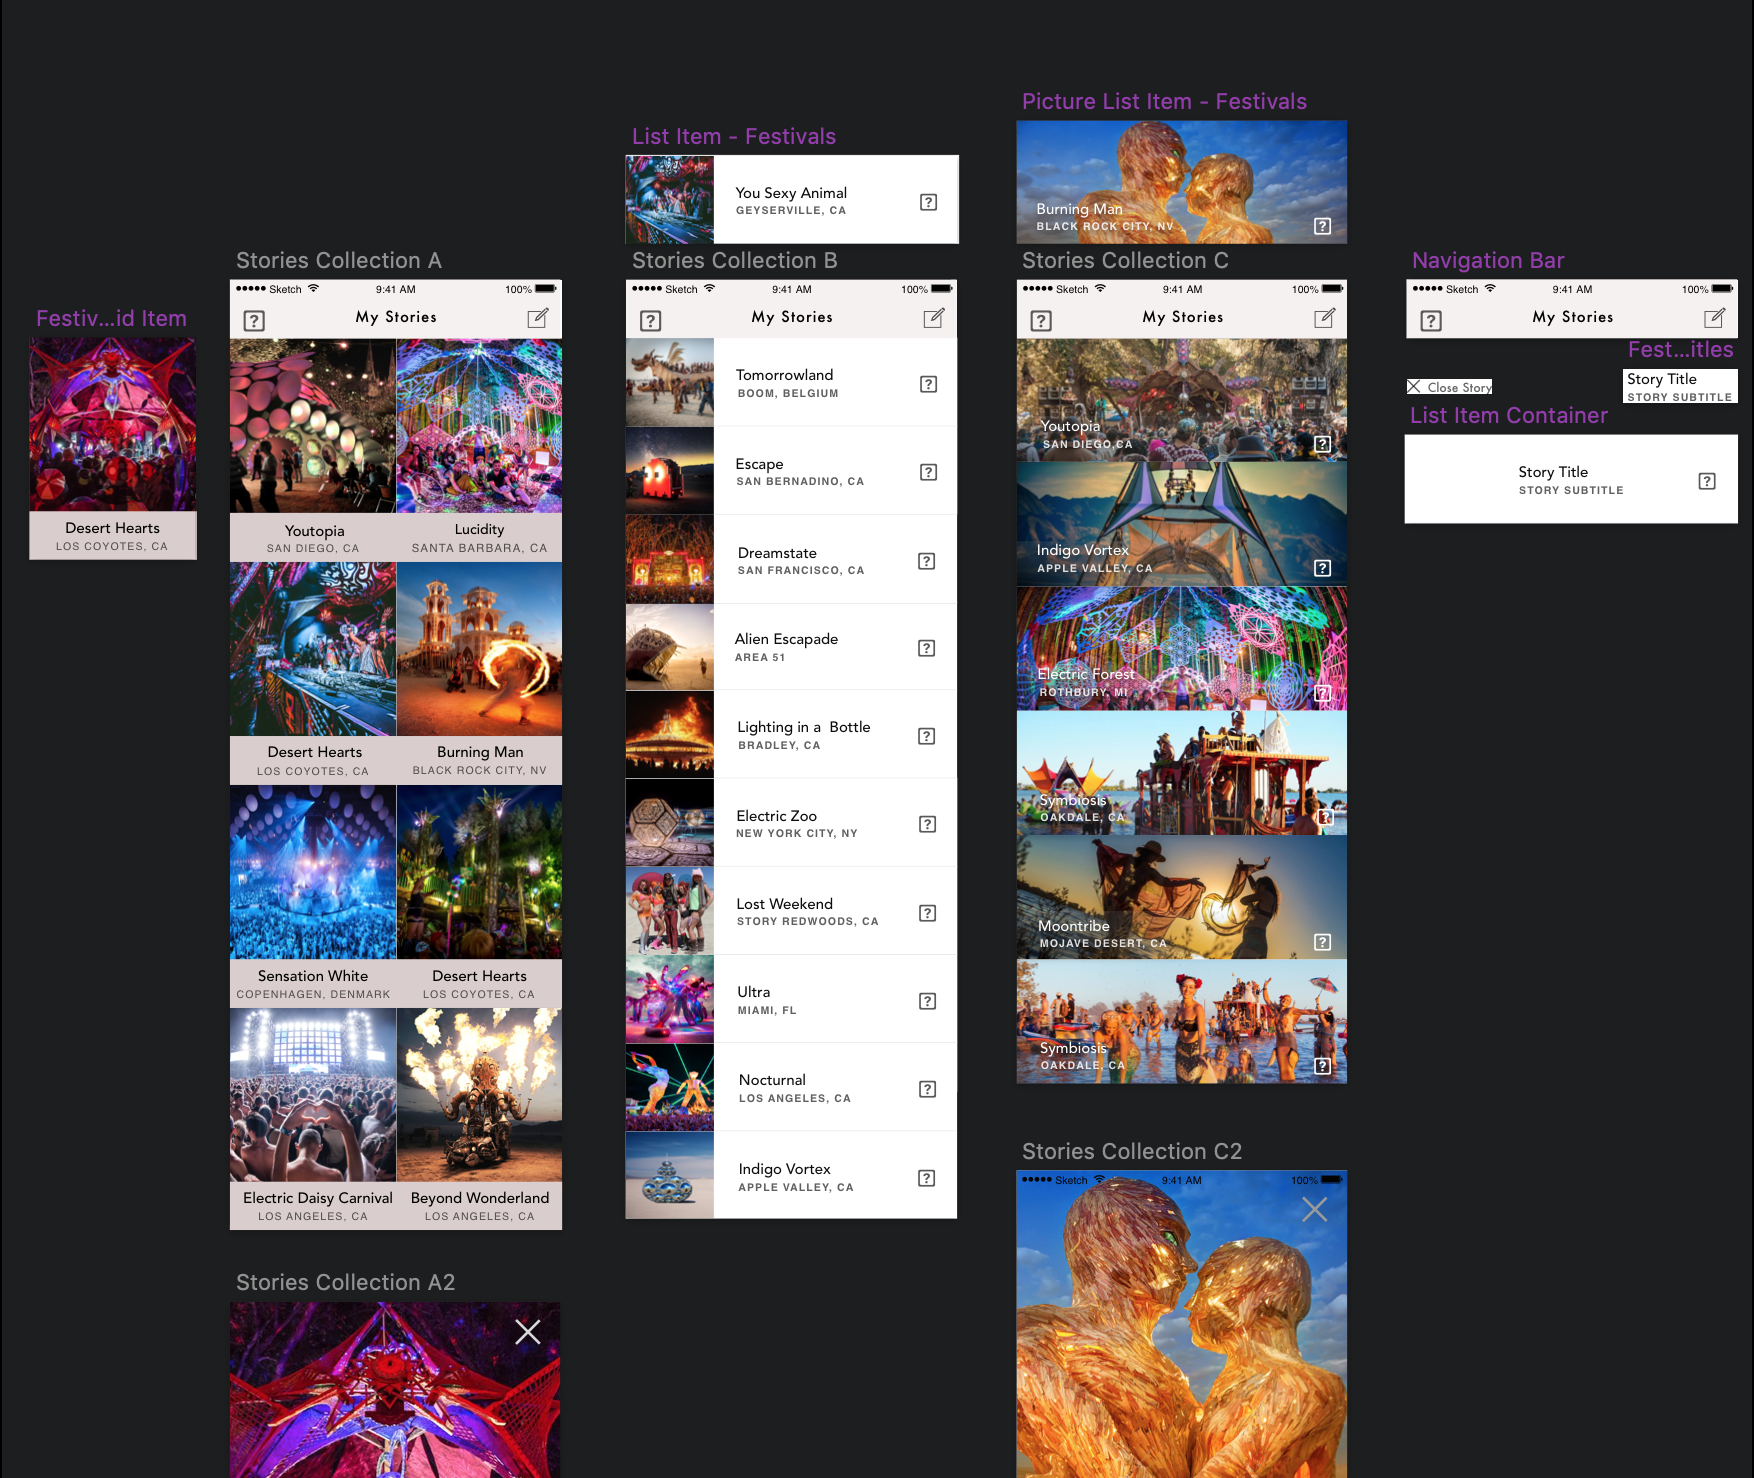 Picture List Item - Festivals
Burning Man
BLACK ROCK CITY, NV
?
List Item - Festivals
You Sexy Animal
GEYSERVILLE, CA
?
Festiv...id Item
Desert Hearts
LOS COYOTES, CA
Stories Collection A
Sketch 9:41 AM 100%
? My Stories
Youtopia
SAN DIEGO, CA
Lucidity
SANTA BARBARA, CA
Desert Hearts
LOS COYOTES, CA
Burning Man
BLACK ROCK CITY, NV
Sensation White
COPENHAGEN, DENMARK
Desert Hearts
LOS COYOTES, CA
Electric Daisy Carnival
LOS ANGELES, CA
Beyond Wonderland
LOS ANGELES, CA
Stories Collection A2
Stories Collection B
Sketch 9:41 AM 100%
? My Stories
Tomorrowland
BOOM, BELGIUM
?
Escape
SAN BERNADINO, CA
?
Dreamstate
SAN FRANCISCO, CA
?
Alien Escapade
AREA 51
?
Lighting in a  Bottle
BRADLEY, CA
?
Electric Zoo
NEW YORK CITY, NY
?
Lost Weekend
STORY REDWOODS, CA
?
Ultra
MIAMI, FL
?
Nocturnal
LOS ANGELES, CA
?
Indigo Vortex
APPLE VALLEY, CA
?
Stories Collection C
Sketch 9:41 AM 100%
? My Stories
Youtopia
SAN DIEGO,CA
?
Indigo Vortex
APPLE VALLEY, CA
?
Electric Forest
ROTHBURY, MI
?
Symbiosis
OAKDALE, CA
?
Moontribe
MOJAVE DESERT, CA
?
Symbiosis
OAKDALE, CA
?
Stories Collection C2
Sketch 9:41 AM 100%
Navigation Bar
Sketch 9:41 AM 100%
? My Stories
Fest...itles
Story Title
STORY SUBTITLE
Close Story
List Item Container
Story Title
STORY SUBTITLE
?